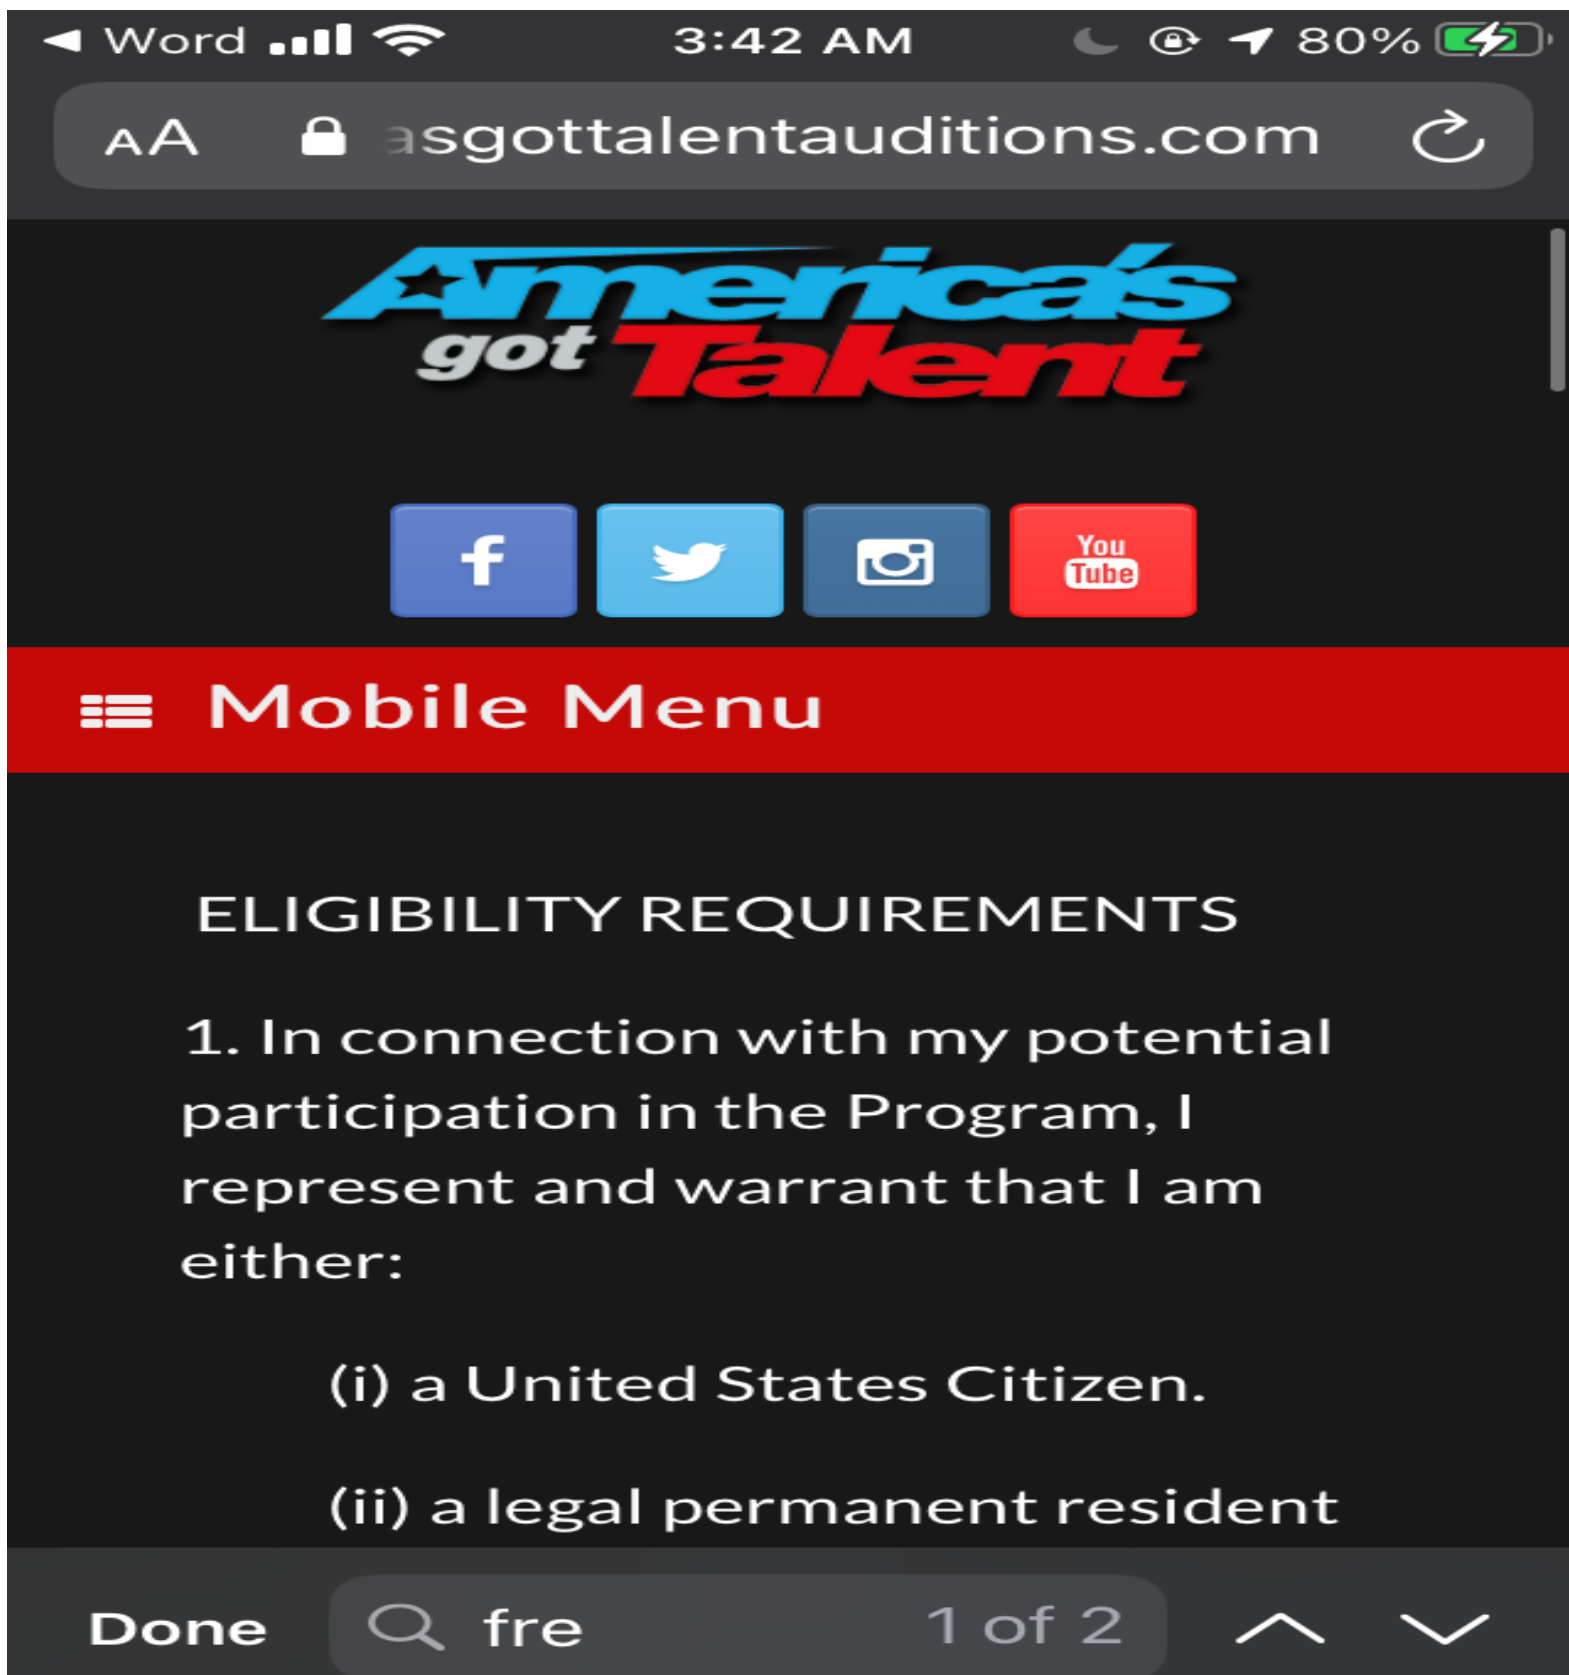 Word 3:42 AM 80%
AA asgottalentauditions.com
America's
got Talent
f You
Tube
Mobile Menu
ELIGIBILITY REQUIREMENTS
1. In connection with my potential
participation in the Program, I
represent and warrant that I am
either:
(i) a United States Citizen.
(ii) a legal permanent resident
Done fre 1 of 2